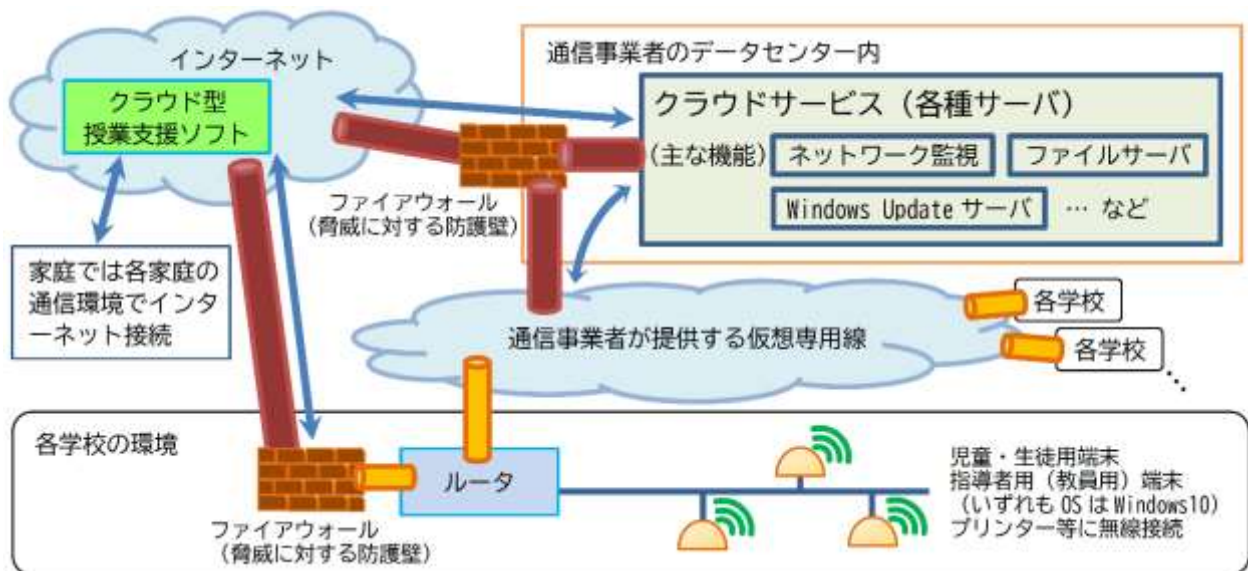 インターネット
クラウド型
授業支援ソフト
通信事業者のデータセンター内
クラウドサービス（各種サーバ）
(主な機能)
ネットワーク監視
ファイルサーバ
Windows Update サーバ
… など
ファイアウォール
（脅威に対する防護壁）
家庭では各家庭の
通信環境でインタ
ーネット接続
通信事業者が提供する仮想専用線
各学校
各学校
⋱
各学校の環境
ルータ
ファイアウォール
（脅威に対する防護壁）
児童・生徒用端末
指導者用（教員用）端末
（いずれも OS は Windows10）
プリンター等に無線接続